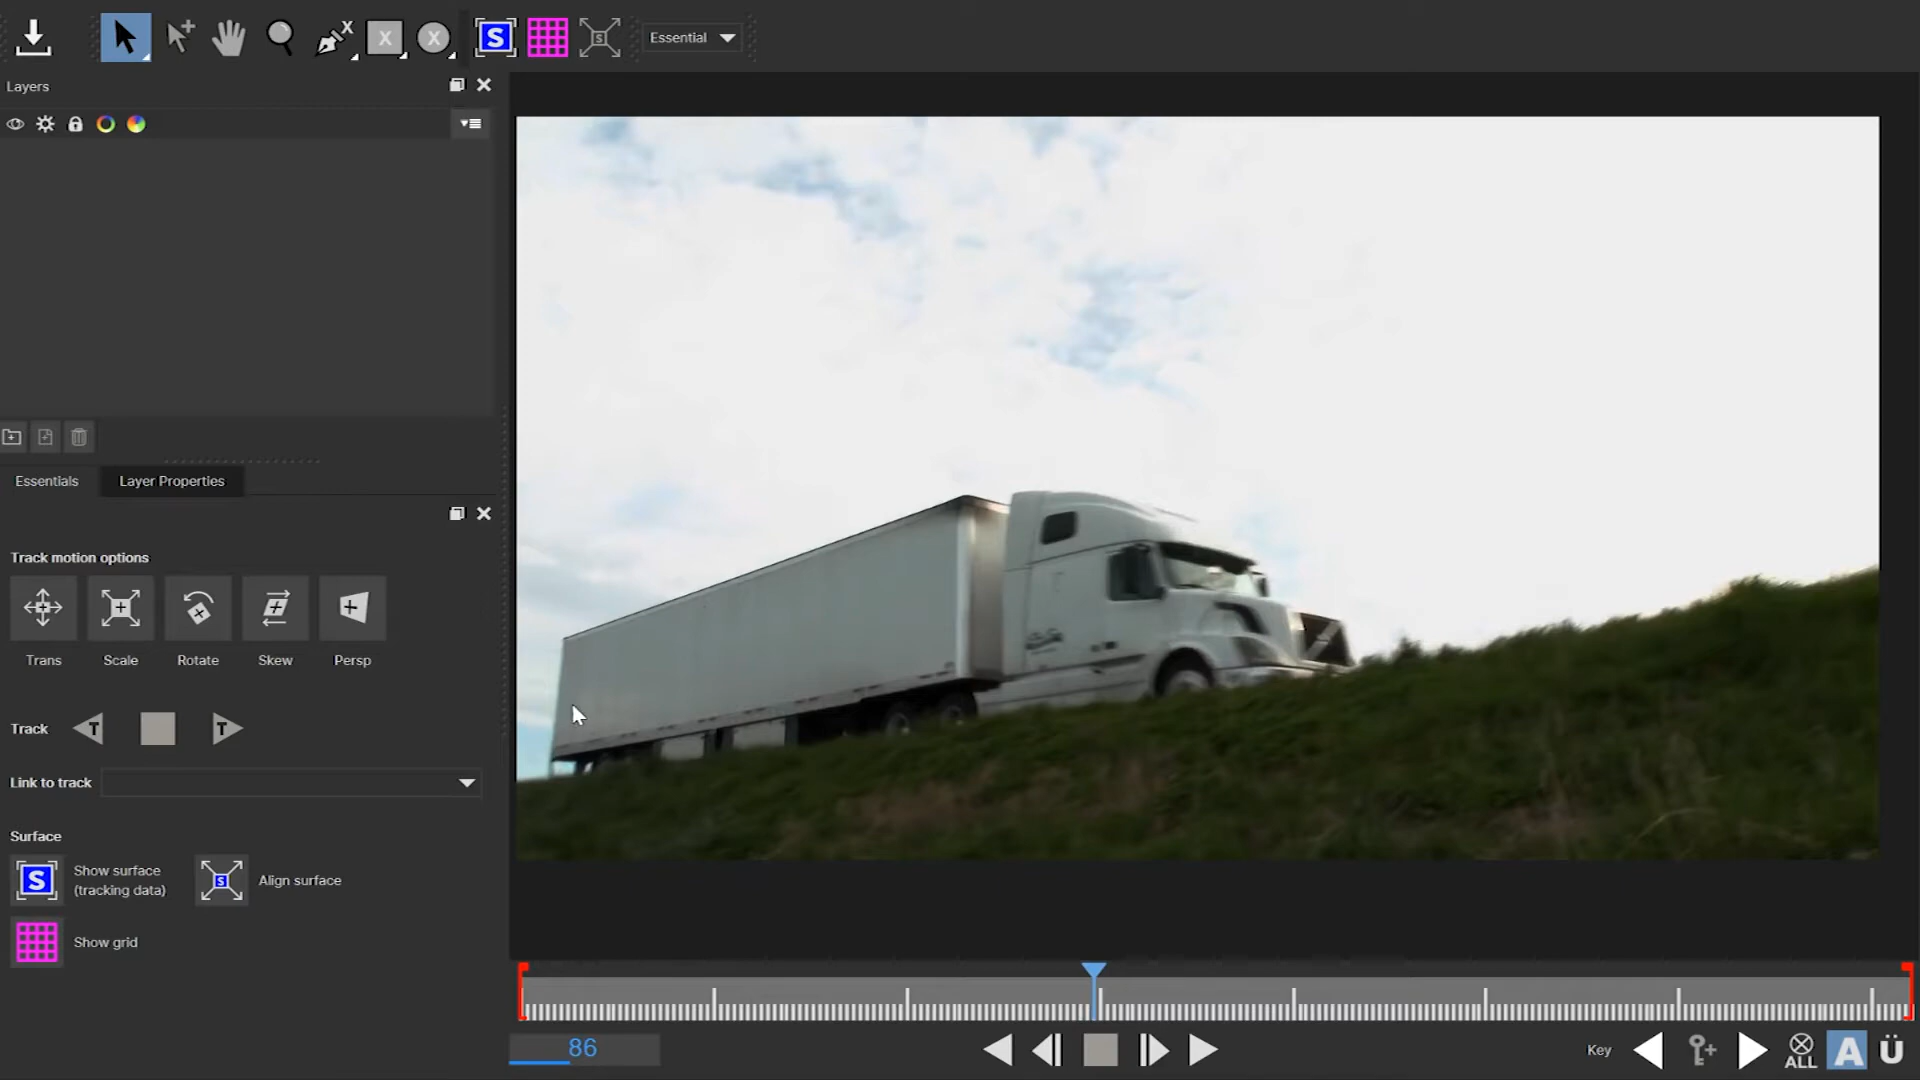 Essential
Layers
Essentials
Layer Properties
Track motion options
Trans
Scale
Rotate
Skew
Persp
Track
T
T
Link to track
Surface
S
Show surface
(tracking data)
S
Align surface
Show grid
X
X
X
S
S
86
Key
ALL
A
Ü